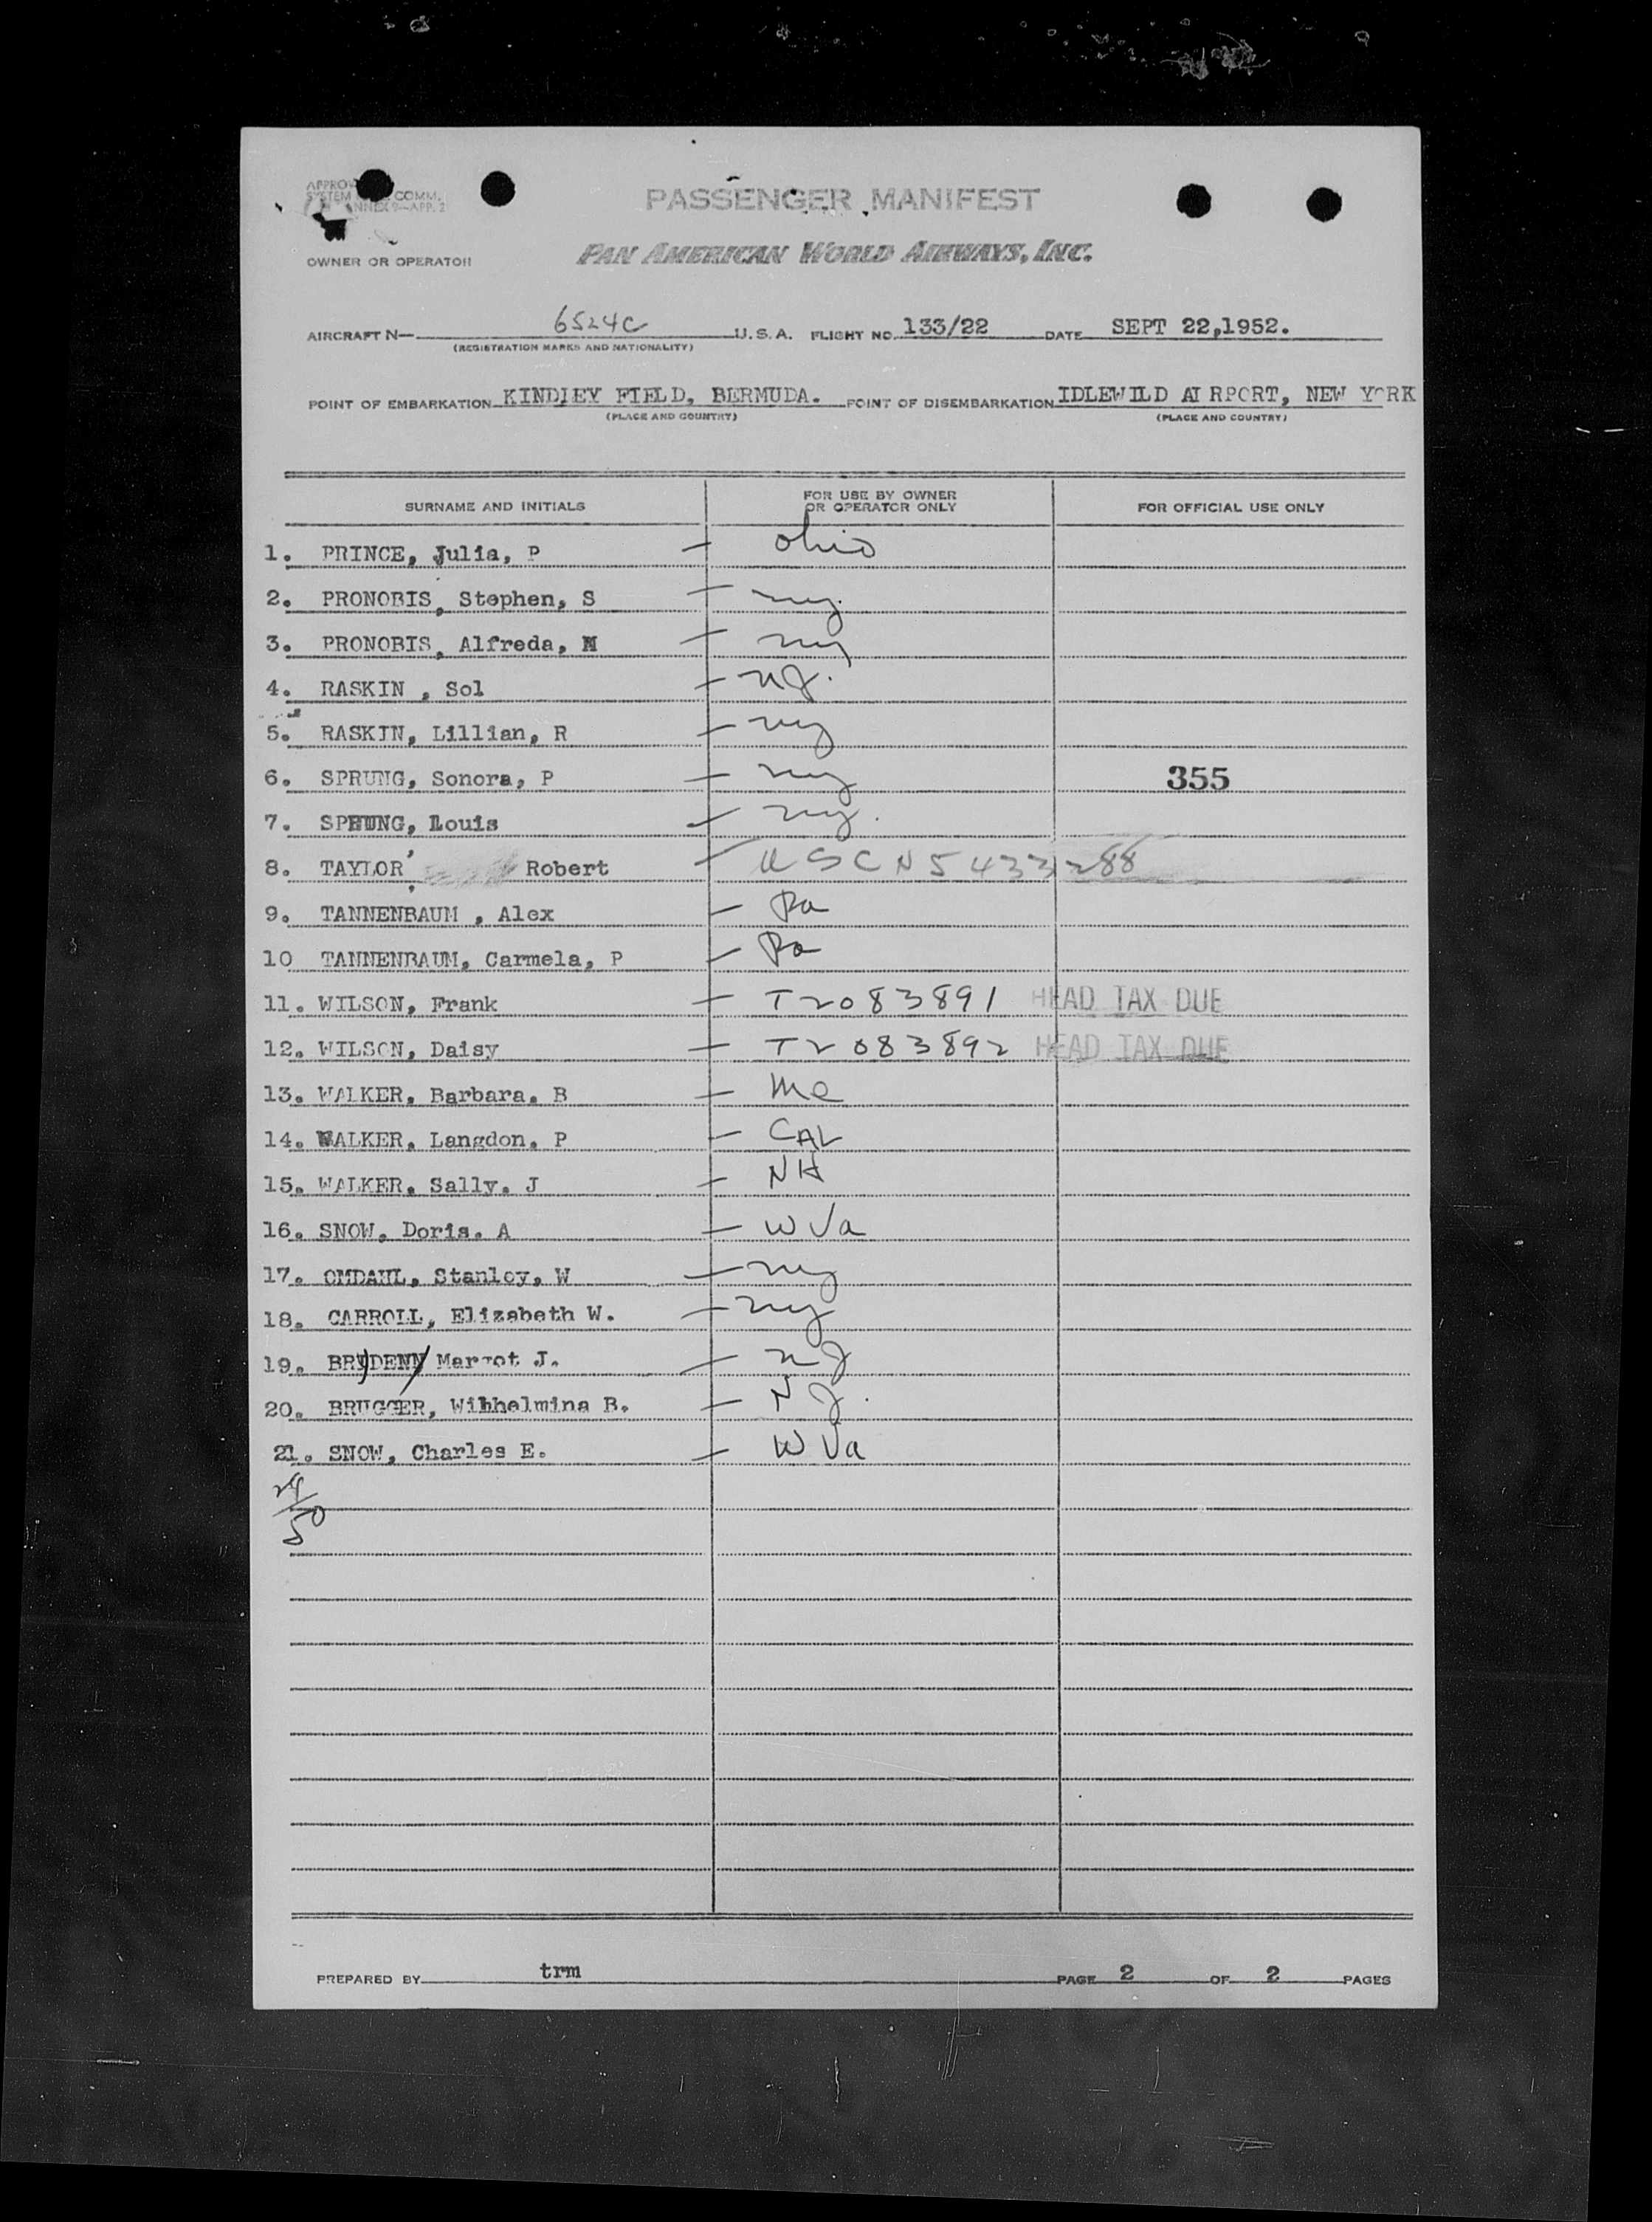 PASSENGER MANIFEST
COMM.
OWNER OR OPERATOR PAN AMERICAN WORLD AIRWAYS, INC.
AIRCRAFT N— 6524C U.S.A. FLIGHT NO. 133/22 DATE SEPT 22,1952.
(REGISTRATION MARKS AND NATIONALITY)
POINT OF EMBARKATION KINDLEY FIELD, BERMUDA. POINT OF DISEMBARKATION IDLEWILD AIRPORT, NEW YORK
(PLACE AND COUNTRY) (PLACE AND COUNTRY)
SURNAME AND INITIALS FOR USE BY OWNER OR OPERATOR ONLY FOR OFFICIAL USE ONLY
1. PRINCE, Julia, P — Ohio
2. PRONOBIS, Stephen, S — ny.
3. PRONOBIS, Alfreda, M — ny
4. RASKIN , Sol — NJ.
5. RASKIN, Lillian, R — ny
6. SPRUNG, Sonora, P — ny 355
7. SPRUNG, Louis — ny.
8. TAYLOR, Robert — USCN5433288
9. TANNENBAUM , Alex — Pa
10 TANNENBAUM, Carmela, P — Pa
11. WILSON, Frank — T2083891 HEAD TAX DUE
12. WILSON, Daisy — T2083892 HEAD TAX DUE
13. WALKER, Barbara, B — Me
14. WALKER, Langdon, P — CAL
15. WALKER, Sally. J — NH
16. SNOW, Doris. A — W Va
17. OMDAHL, Stanley, W — ny
18. CARROLL, Elizabeth W. — ny
19. BRYDEN, Margot J. — NJ
20. BRUGGER, Wilhelmina B. — NJ.
21. SNOW, Charles E. — W Va
50
PREPARED BY trm PAGE 2 OF 2 PAGES